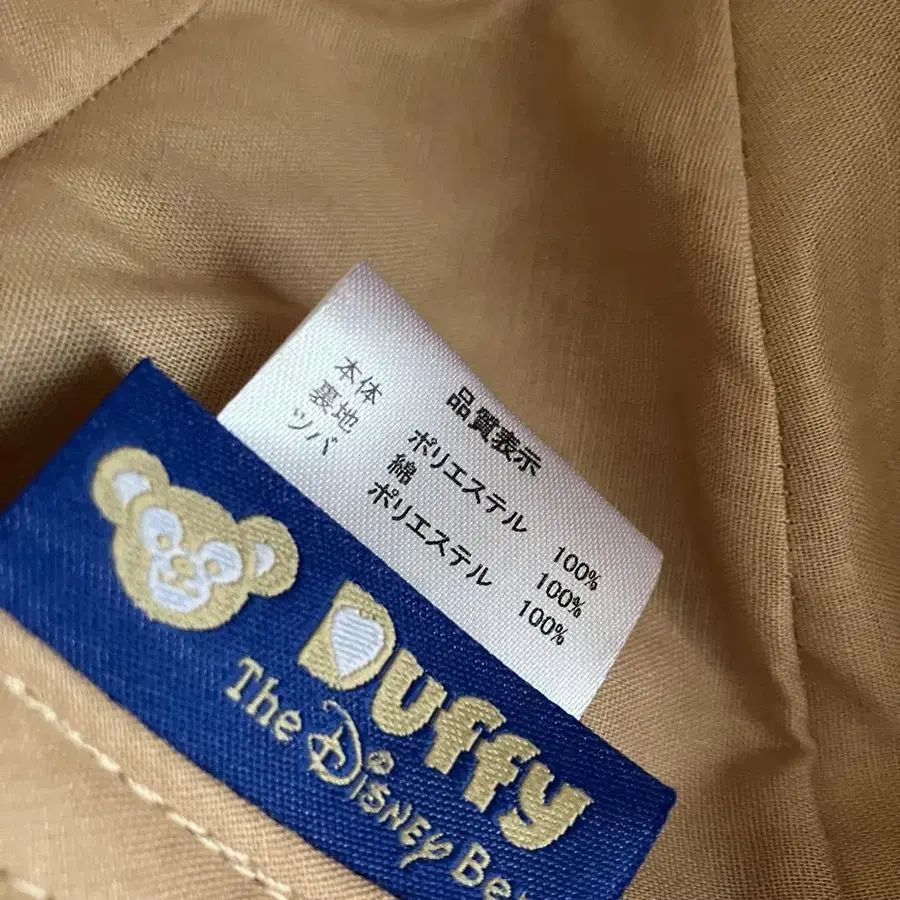 品質表示
本体 ポリエステル 100%
裏地 綿 100%
ツバ ポリエステル 100%
Duffy
The Disney